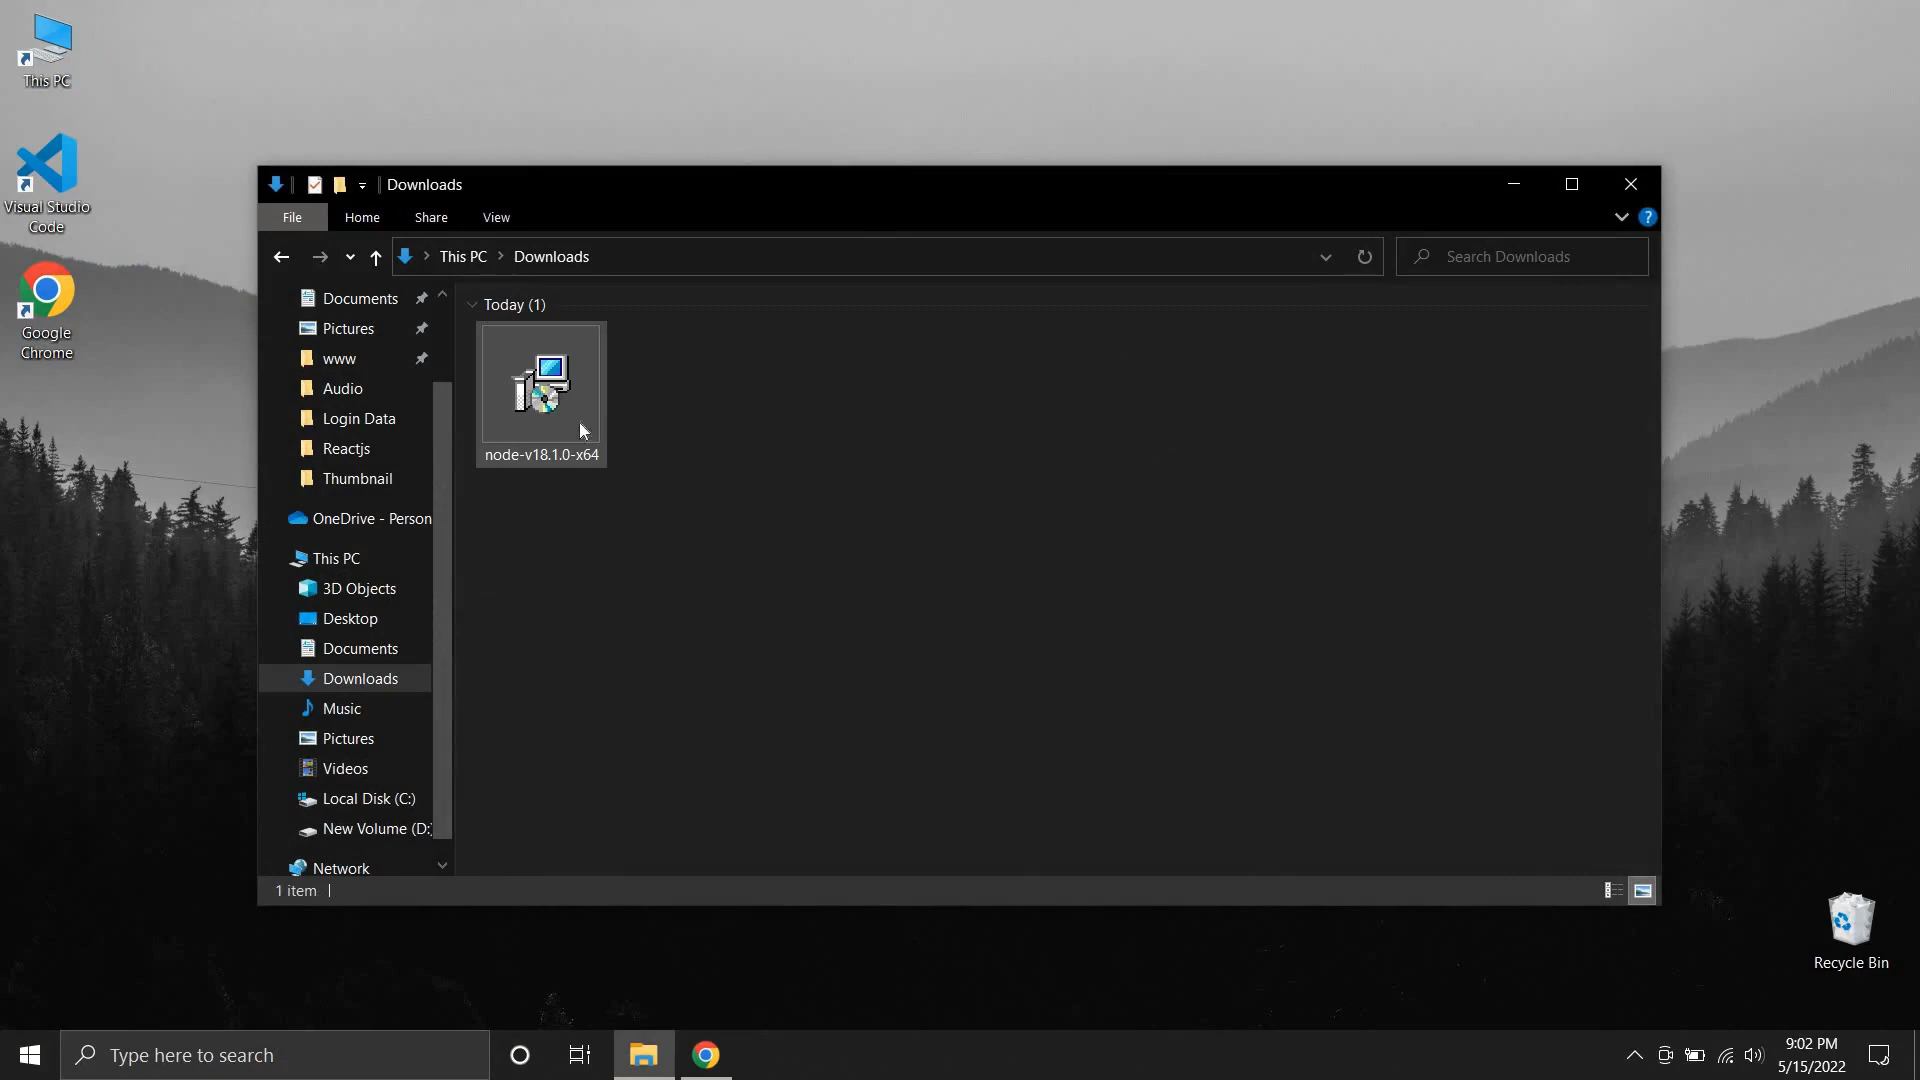 This PC
Visual Studio
Code
Google
Chrome
Downloads
File
Home
Share
View
?
This PC
Downloads
Search Downloads
Documents
Pictures
www
Audio
Login Data
Reactjs
Thumbnail
OneDrive - Person
This PC
3D Objects
Desktop
Documents
Downloads
Music
Pictures
Videos
Local Disk (C:)
New Volume (D:)
Network
Today (1)
node-v18.1.0-x64
1 item
Recycle Bin
Type here to search
9:02 PM
5/15/2022